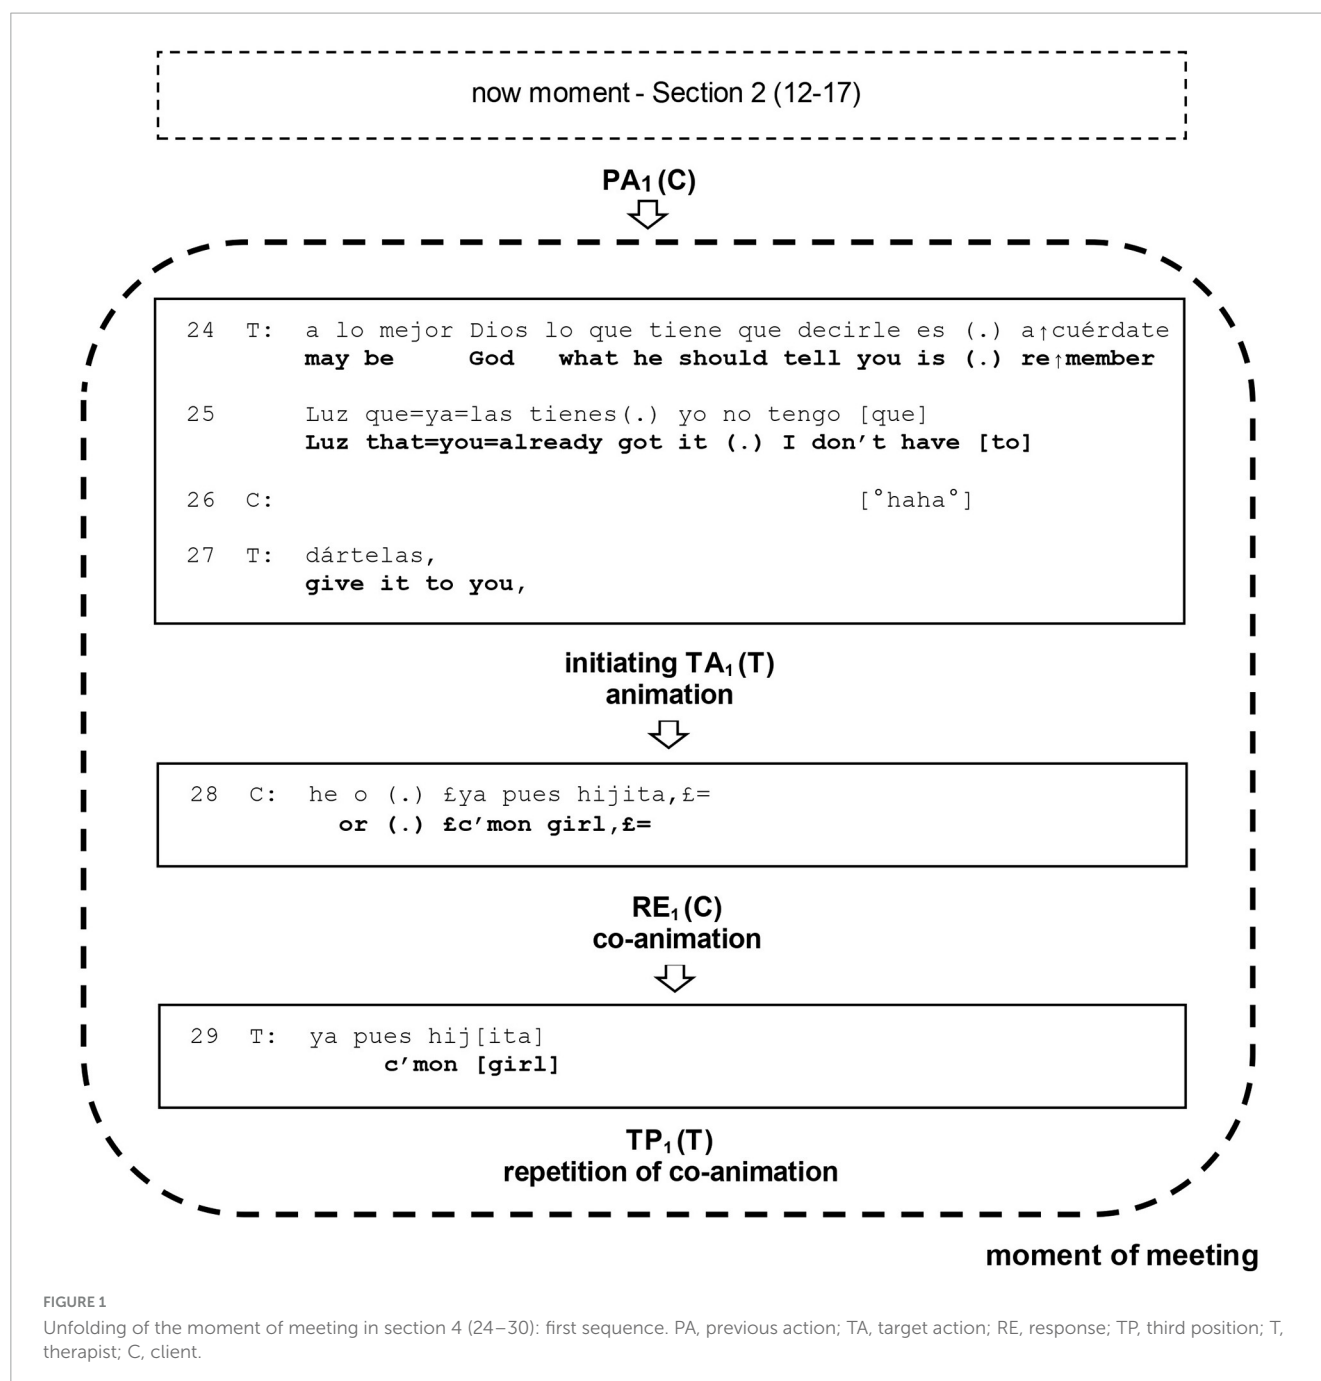 now moment - Section 2 (12-17)
PA₁ (C)
24 T: a lo mejor Dios lo que tiene que decirle es (.) a↑cuérdate
may be God what he should tell you is (.) re↑member
25 Luz que=ya=las tienes(.) yo no tengo [que]
Luz that=you=already got it (.) I don't have [to]
26 C: [°haha°]
27 T: dártelas,
give it to you,
initiating TA₁ (T)
animation
28 C: he o (.) £ya pues hijita,£=
or (.) £c'mon girl,£=
RE₁ (C)
co-animation
29 T: ya pues hij[ita]
c'mon [girl]
TP₁ (T)
repetition of co-animation
moment of meeting
FIGURE 1
Unfolding of the moment of meeting in section 4 (24–30): first sequence. PA, previous action; TA, target action; RE, response; TP, third position; T,
therapist; C, client.